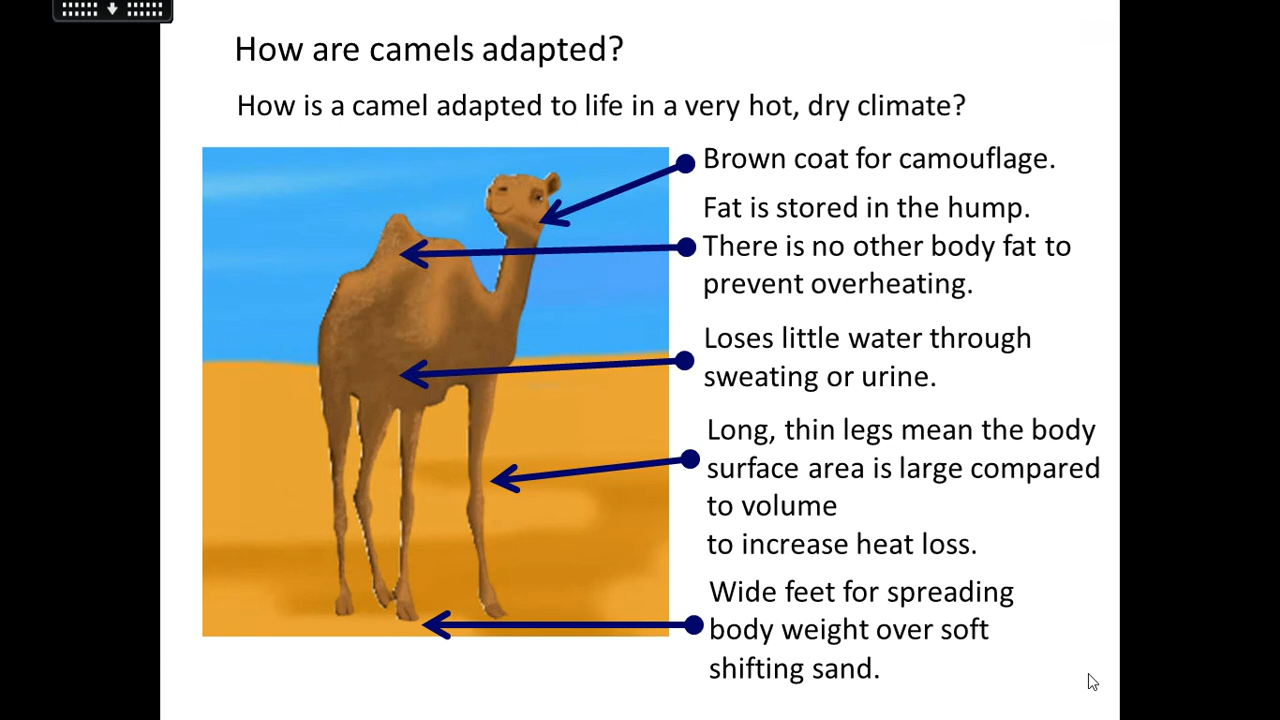 How are camels adapted?
How is a camel adapted to life in a very hot, dry climate?
Brown coat for camouflage.
Fat is stored in the hump.
There is no other body fat to
prevent overheating.
Loses little water through
sweating or urine.
Long, thin legs mean the body
surface area is large compared
to volume
to increase heat loss.
Wide feet for spreading
body weight over soft
shifting sand.